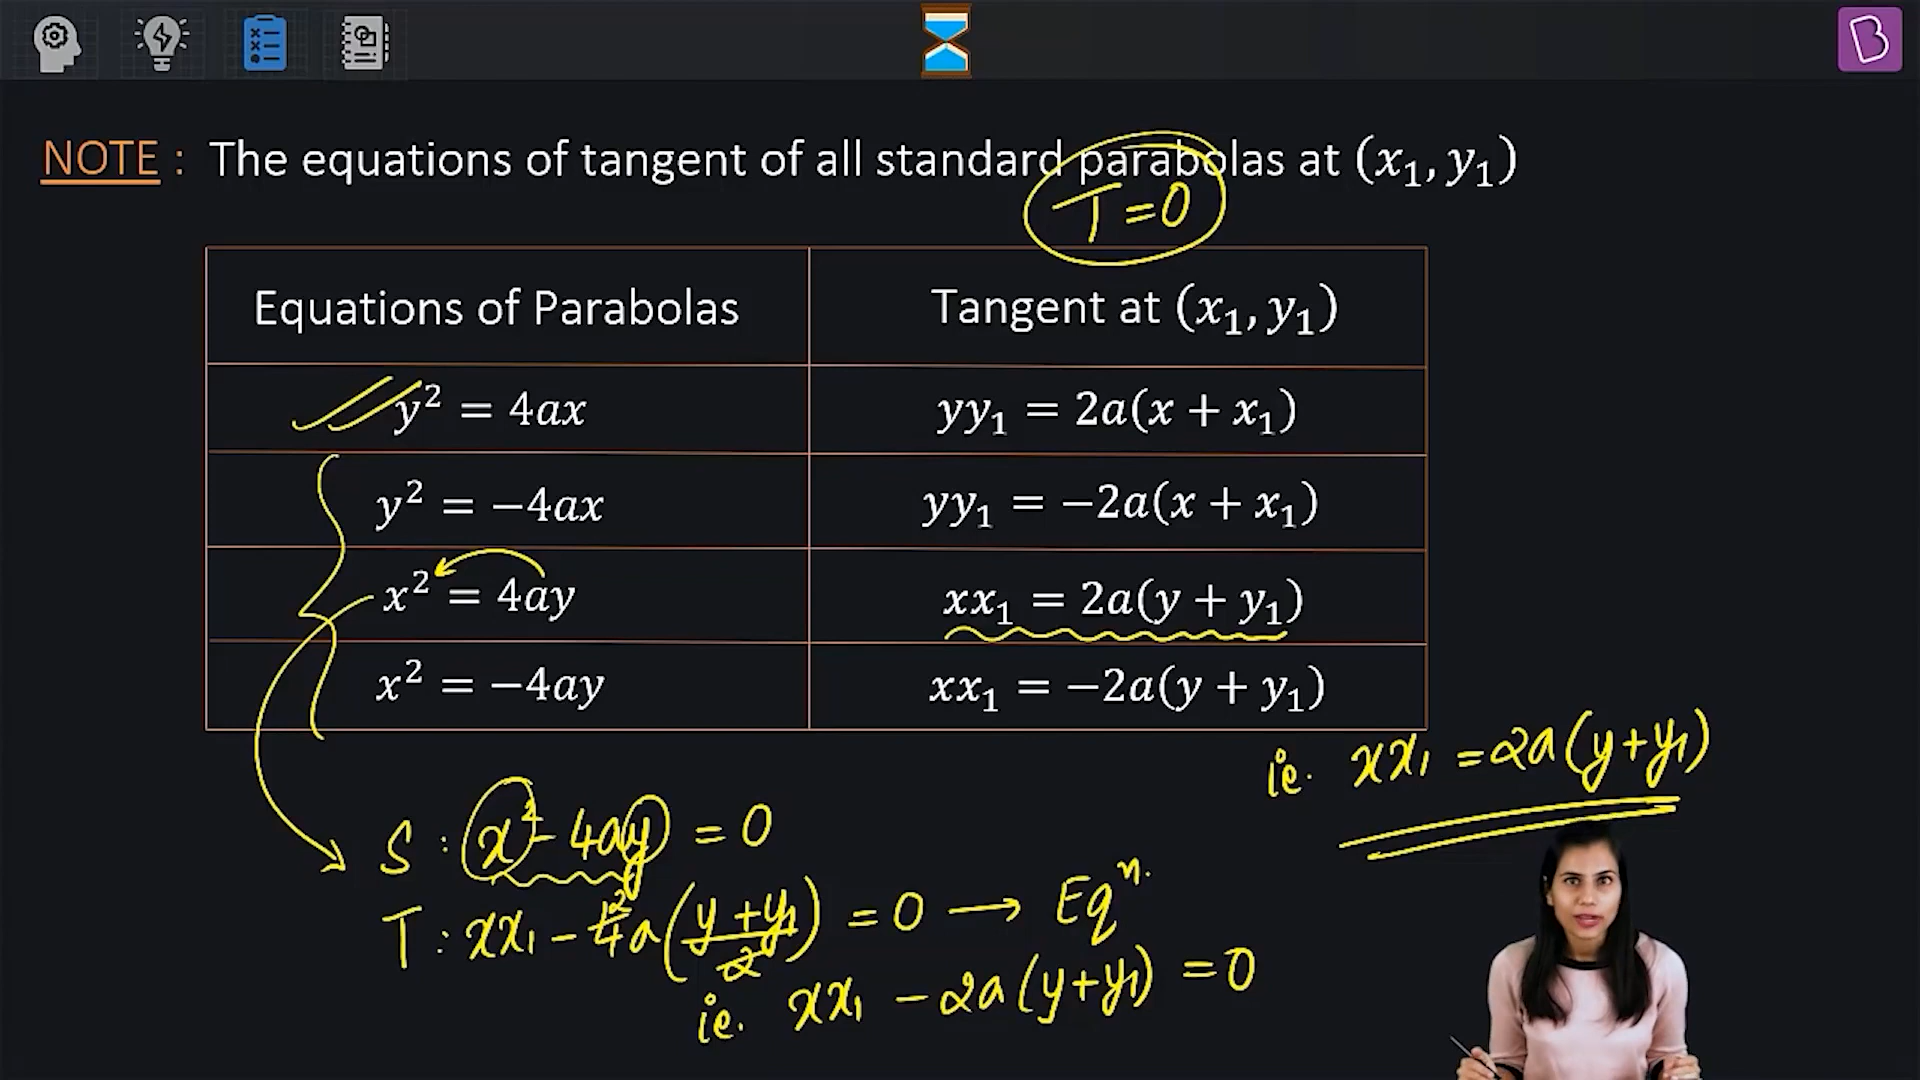 NOTE : The equations of tangent of all standard parabolas at (x₁, y₁)
T = 0
Equations of Parabolas Tangent at (x₁, y₁)
y² = 4ax yy₁ = 2a(x + x₁)
y² = −4ax yy₁ = −2a(x + x₁)
x² = 4ay xx₁ = 2a(y + y₁)
x² = −4ay xx₁ = −2a(y + y₁)
ie. xx₁ = 2a(y+y₁)
S : x² - 4ay = 0
T : xx₁ - 4̶ 2 a((y+y₁)/2̶) = 0 → Eqⁿ.
ie. xx₁ - 2a(y+y₁) = 0
B